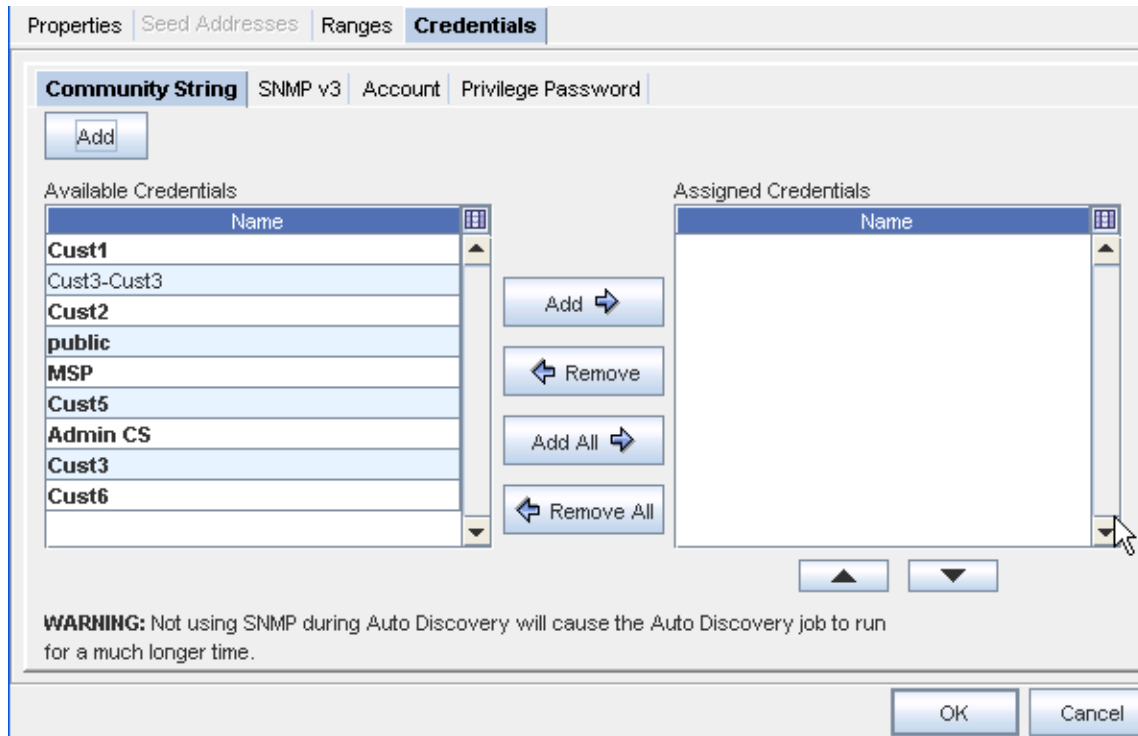 Properties Seed Addresses Ranges Credentials
Community String SNMP v3 Account Privilege Password
Add
Available Credentials
Name
Cust1
Cust3-Cust3
Cust2
public
MSP
Cust5
Admin CS
Cust3
Cust6
Add
Remove
Add All
Remove All
Assigned Credentials
Name
WARNING: Not using SNMP during Auto Discovery will cause the Auto Discovery job to run
for a much longer time.
OK Cancel